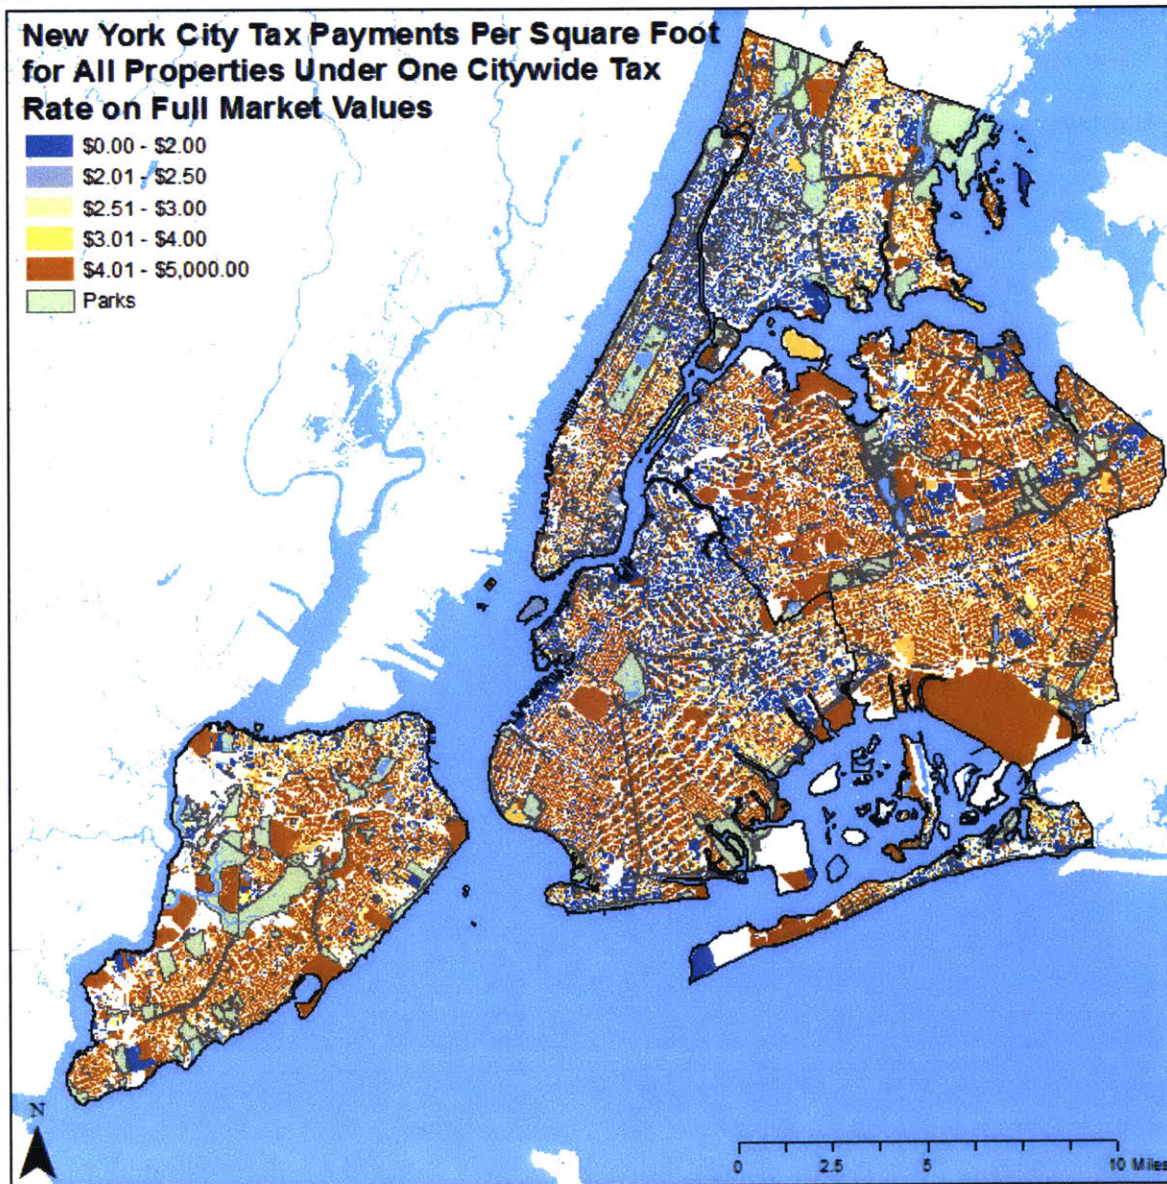 New York City Tax Payments Per Square Foot
for All Properties Under One Citywide Tax
Rate on Full Market Values
$0.00 - $2.00
$2.01 - $2.50
$2.51 - $3.00
$3.01 - $4.00
$4.01 - $5,000.00
Parks
N
0 2.5 5 10 Miles